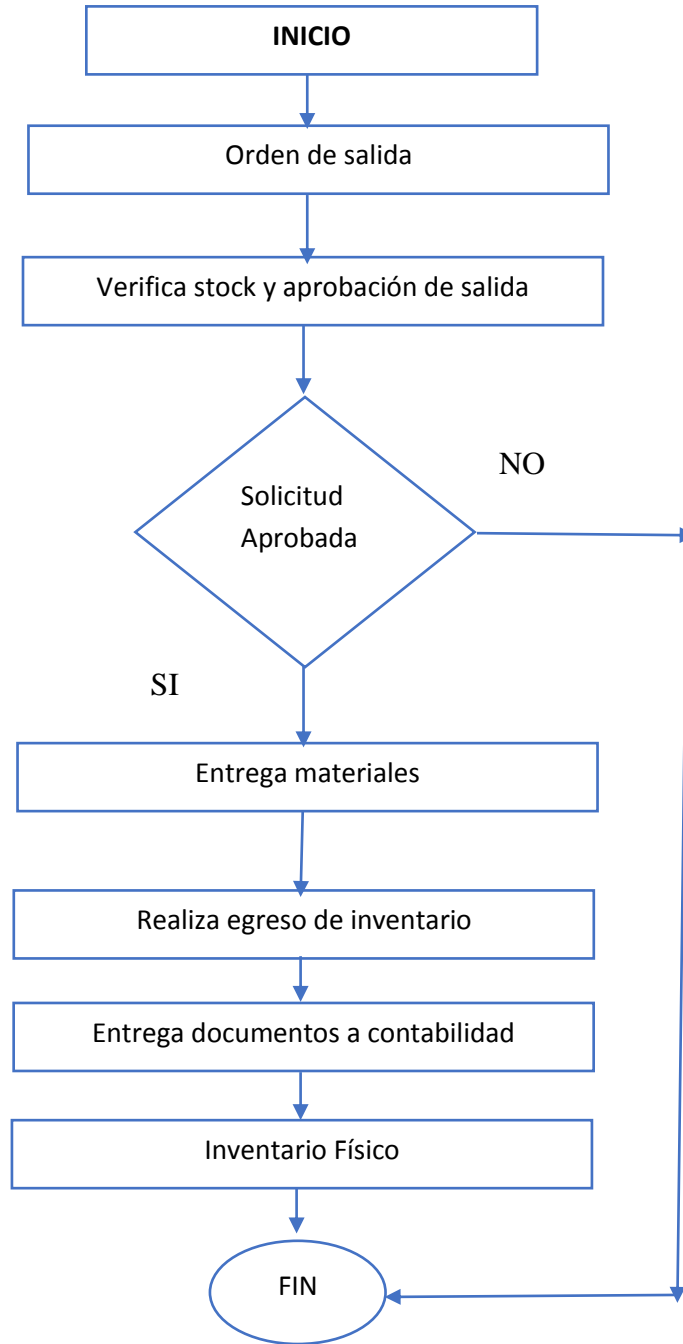 INICIO
Orden de salida
Verifica stock y aprobación de salida
NO
Solicitud
Aprobada
SI
Entrega materiales
Realiza egreso de inventario
Entrega documentos a contabilidad
Inventario Físico
FIN